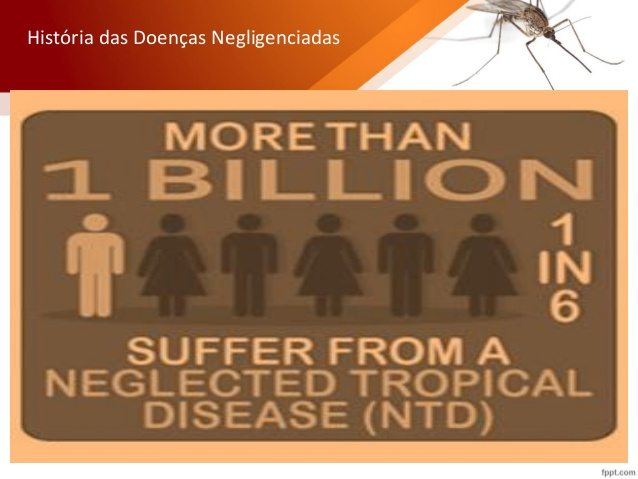 História das Doenças Negligenciadas
MORE THAN
1 BILLION
1
IN
6
SUFFER FROM A
NEGLECTED TROPICAL
DISEASE (NTD)
fppt.com